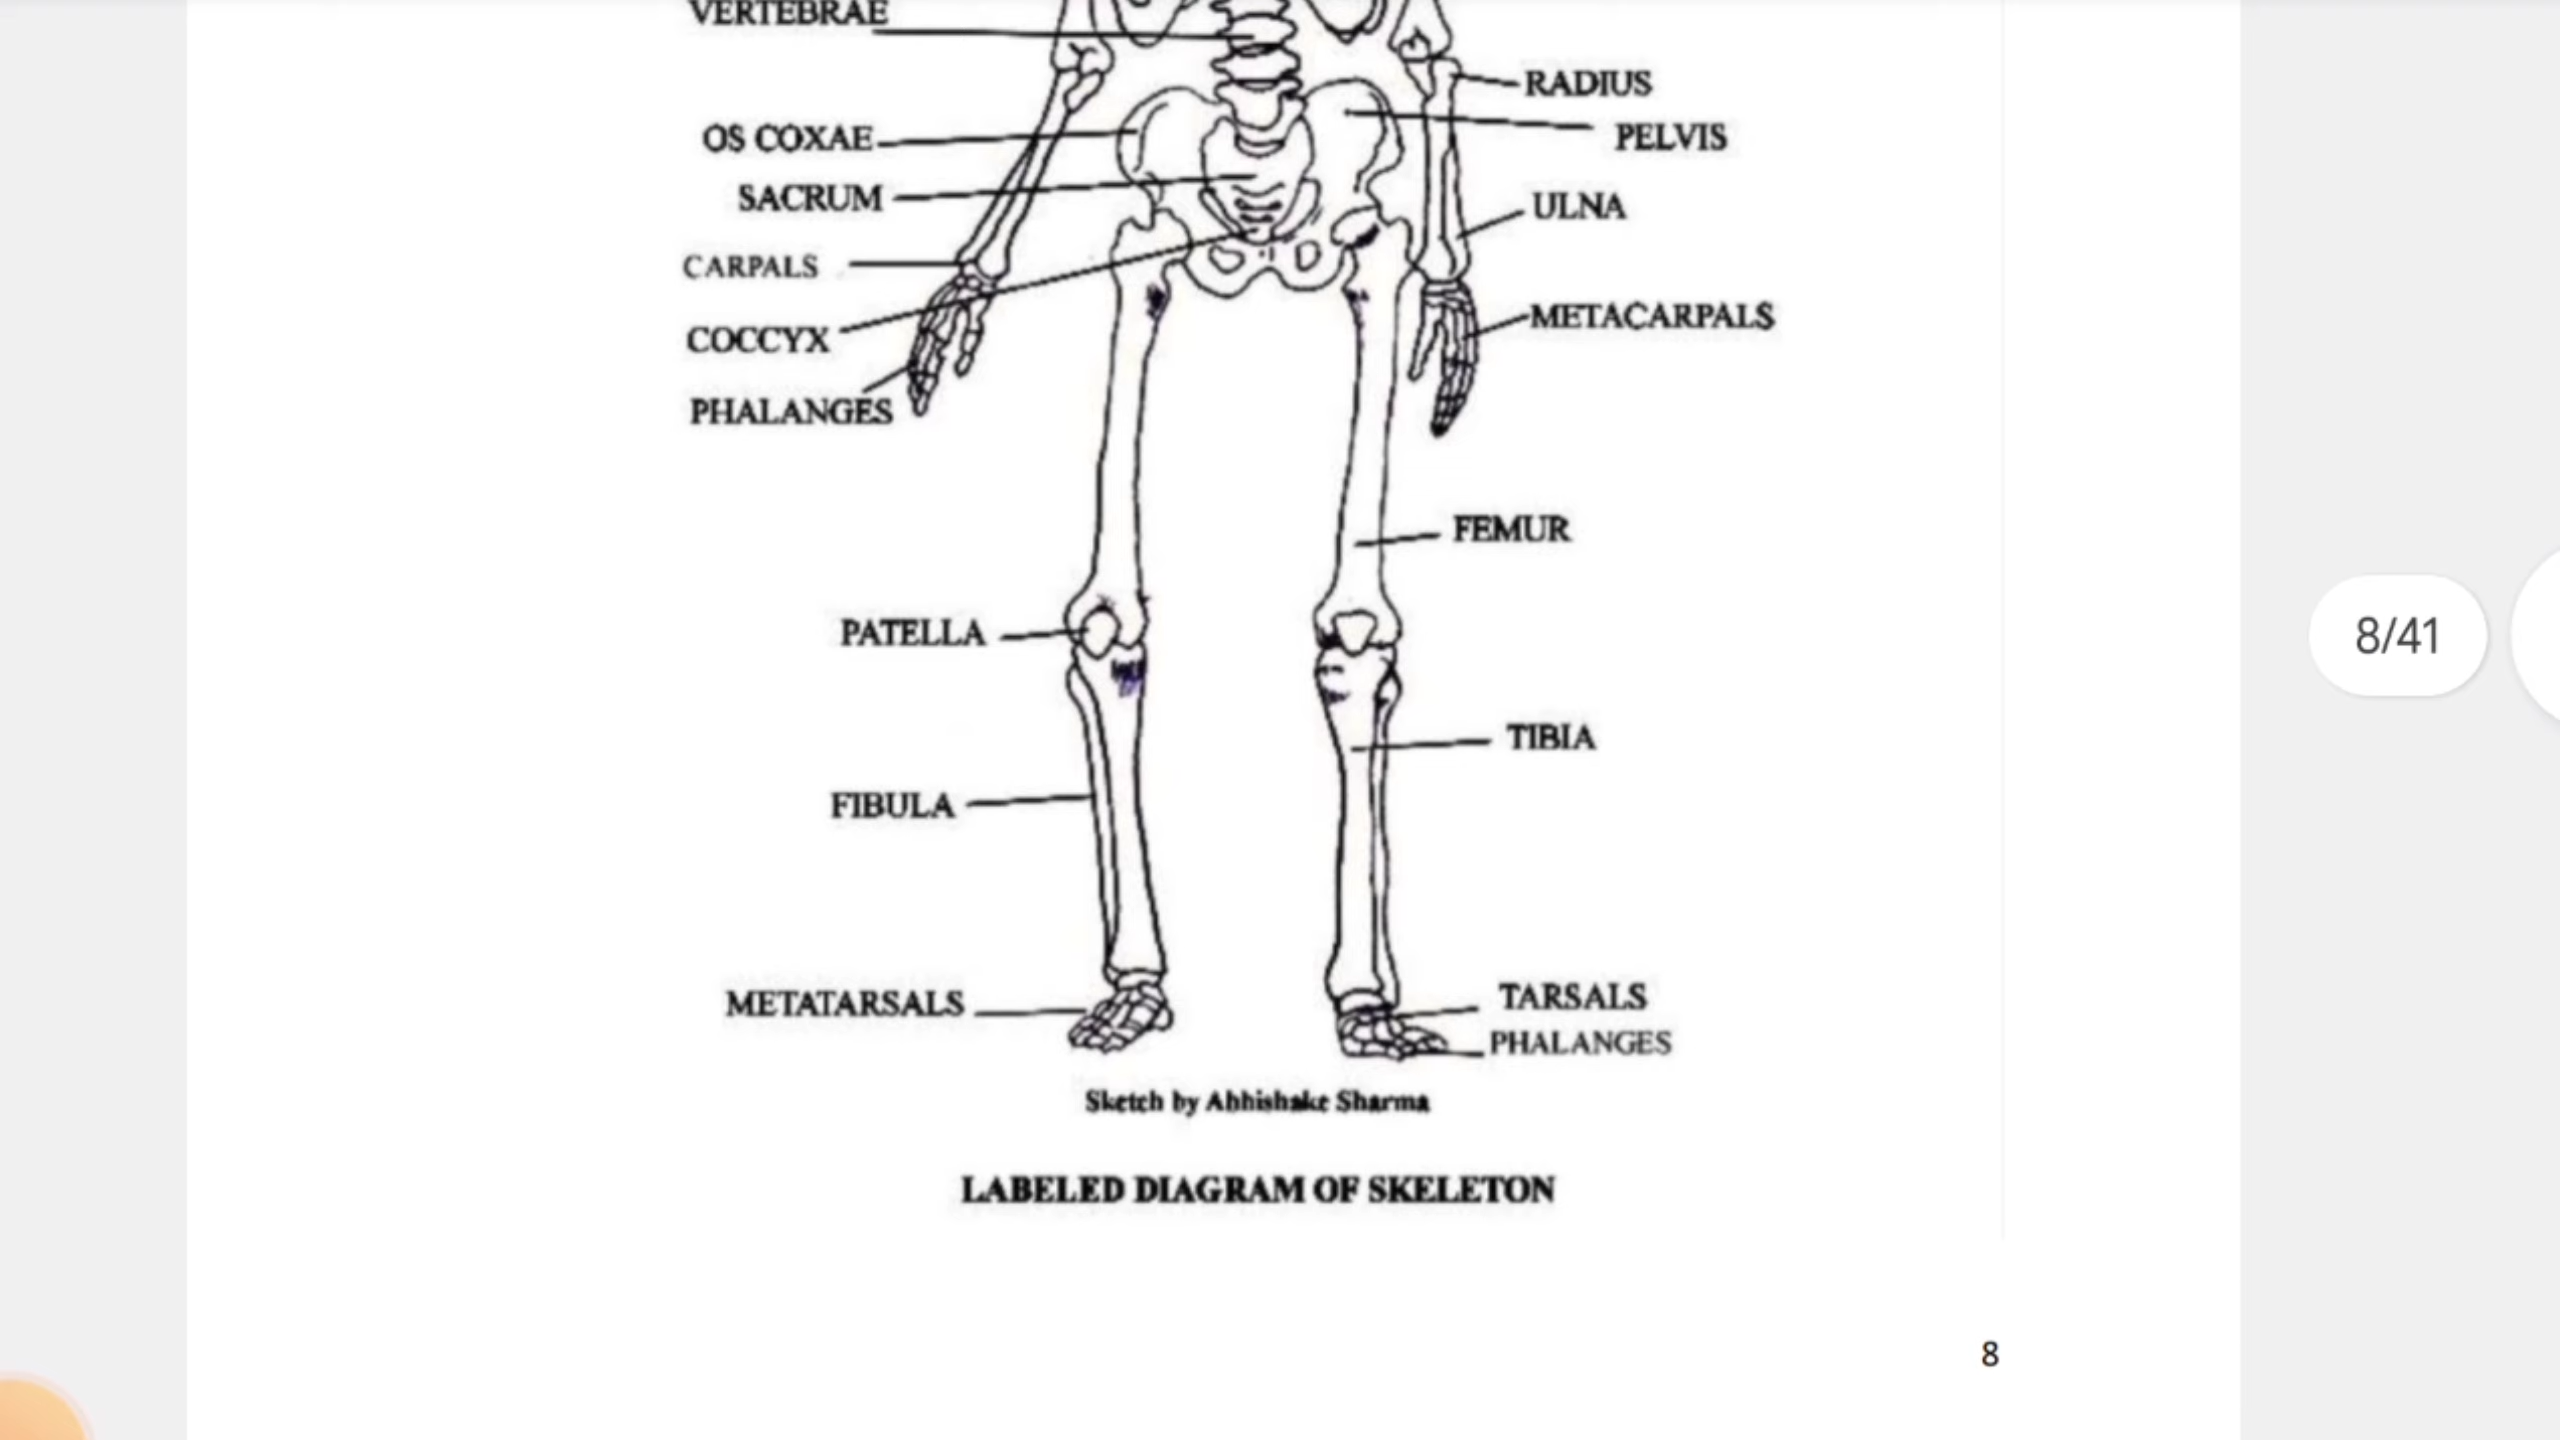 VERTEBRAE
RADIUS
OS COXAE
PELVIS
SACRUM
ULNA
CARPALS
METACARPALS
COCCYX
PHALANGES
FEMUR
PATELLA
8/41
TIBIA
FIBULA
METATARSALS
TARSALS
PHALANGES
Sketch by Abhishake Sharma
LABELED DIAGRAM OF SKELETON
8